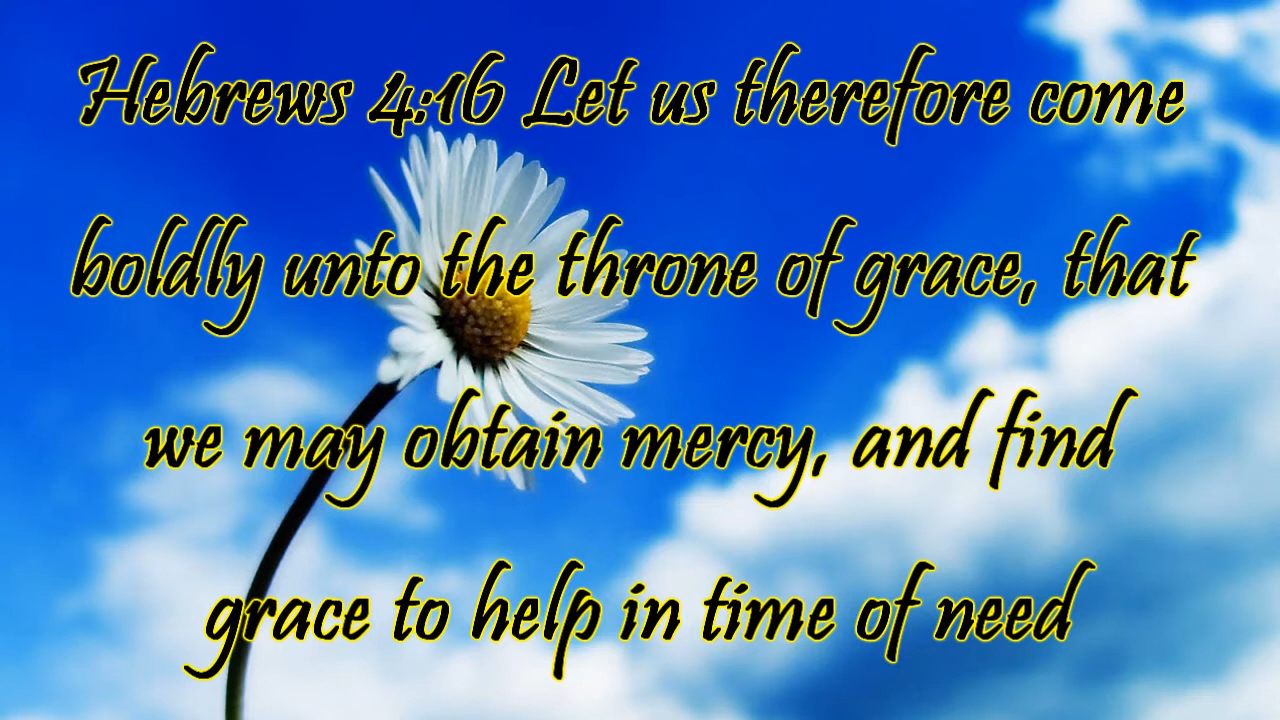 Hebrews 4:16 Let us therefore come
boldly unto the throne of grace, that
we may obtain mercy, and find
grace to help in time of need